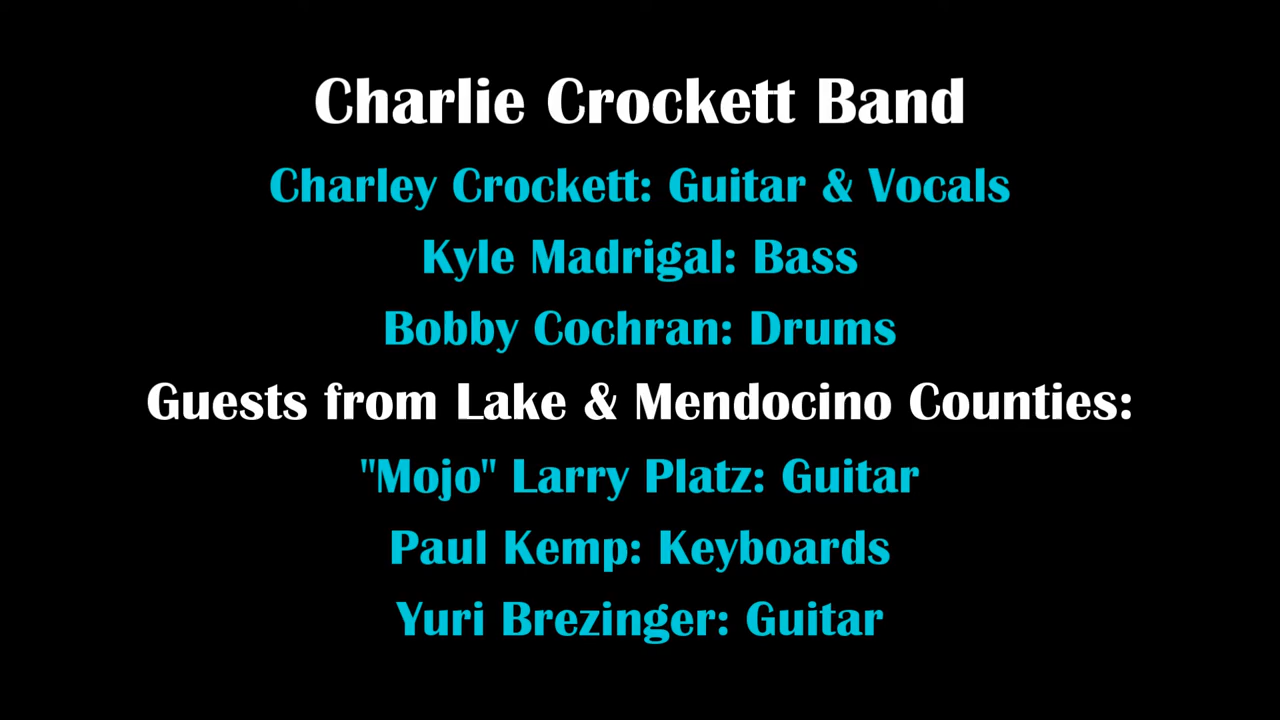 Charlie Crockett Band
Charley Crockett: Guitar & Vocals
Kyle Madrigal: Bass
Bobby Cochran: Drums
Guests from Lake & Mendocino Counties:
"Mojo" Larry Platz: Guitar
Paul Kemp: Keyboards
Yuri Brezinger: Guitar